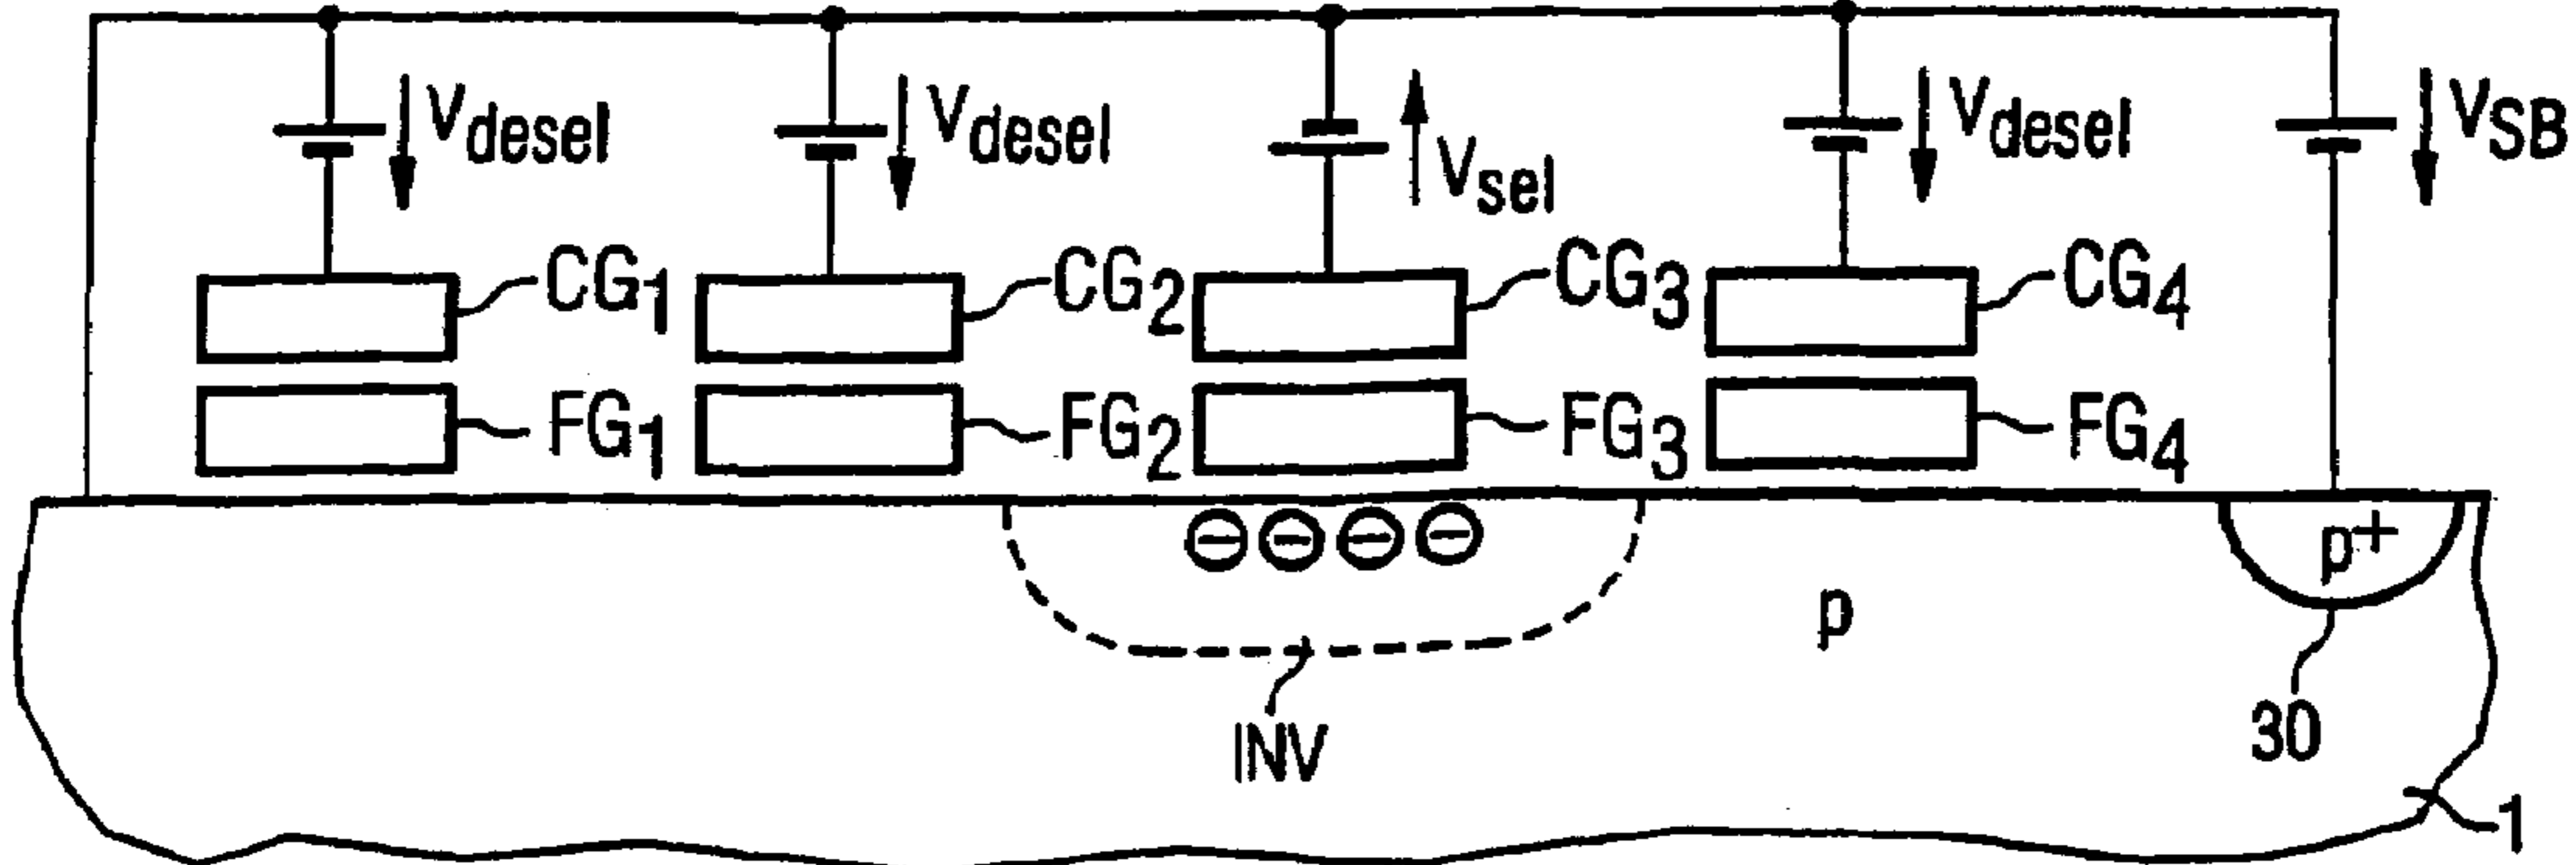 Vdesel
Vdesel
Vsel
Vdesel
VSB
CG1
CG2
CG3
CG4
FG1
FG2
FG3
FG4
⊖ ⊖ ⊖ ⊖
p
p+
INV
30
1